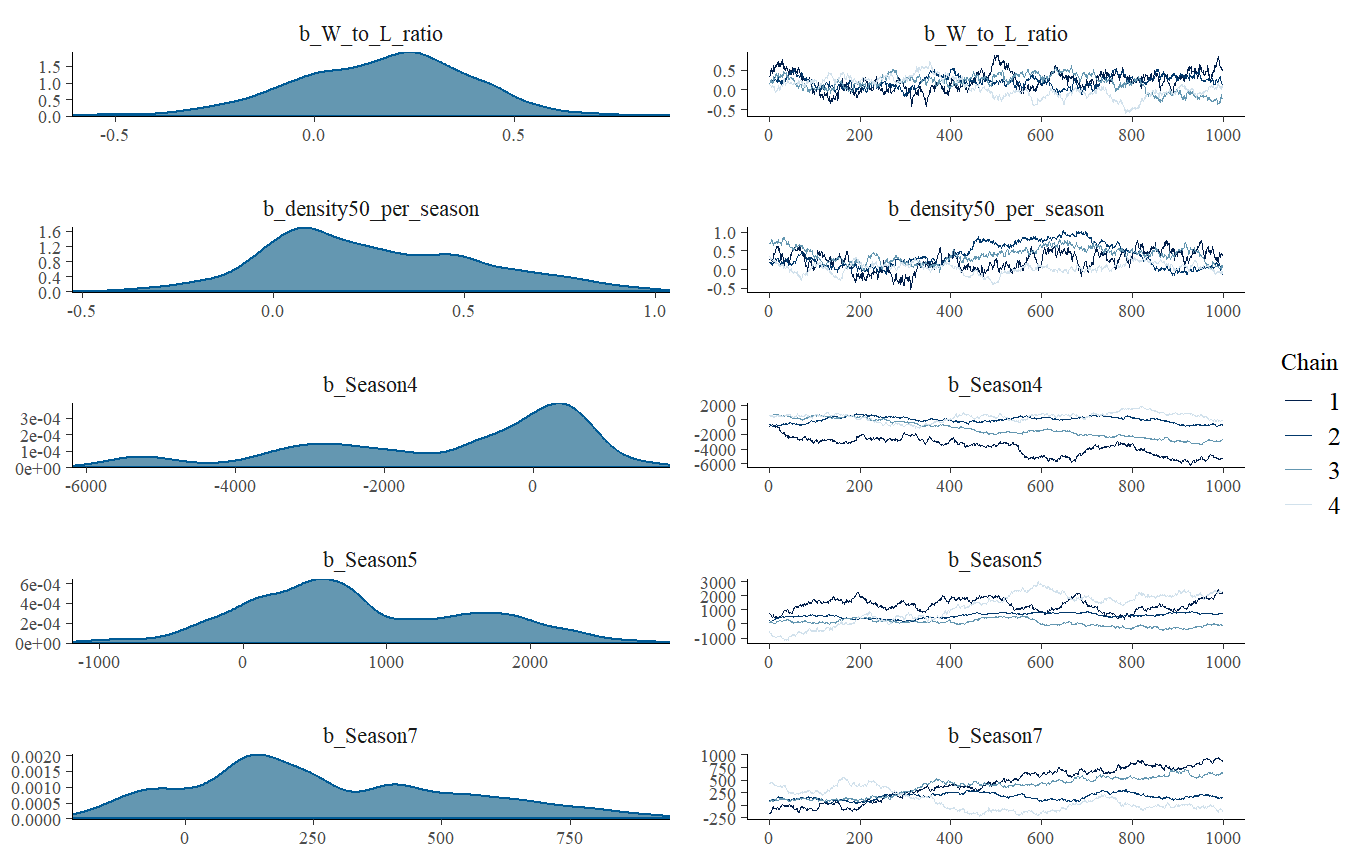 b_W_to_L_ratio
b_W_to_L_ratio
1.5
1.0
0.5
0.0
-0.5 0.0 0.5
0.5
0.0
-0.5
0 200 400 600 800 1000
b_density50_per_season
b_density50_per_season
1.6
1.2
0.8
0.4
0.0
-0.5 0.0 0.5 1.0
1.0
0.5
0.0
-0.5
0 200 400 600 800 1000
b_Season4
b_Season4
3e-04
2e-04
1e-04
0e+00
-6000 -4000 -2000 0
2000
0
-2000
-4000
-6000
0 200 400 600 800 1000
Chain
1
2
3
4
b_Season5
b_Season5
6e-04
4e-04
2e-04
0e+00
-1000 0 1000 2000
3000
2000
1000
0
-1000
0 200 400 600 800 1000
b_Season7
b_Season7
0.0020
0.0015
0.0010
0.0005
0.0000
0 250 500 750
1000
750
500
250
0
-250
0 200 400 600 800 1000